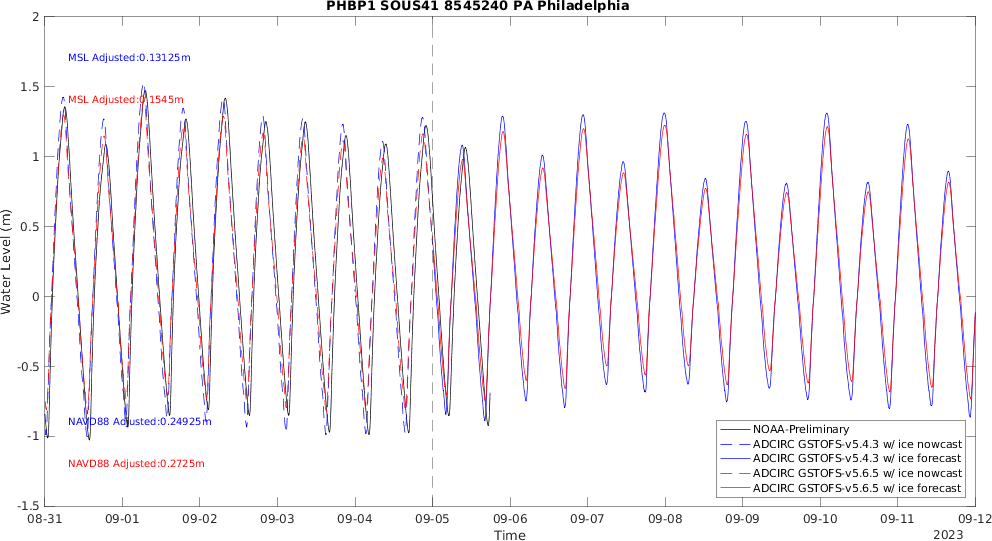 PHBP1 SOUS41 8545240 PA Philadelphia
2
1.5
1
0.5
0
-0.5
-1
-1.5
Water Level (m)
MSL Adjusted:0.13125m
MSL Adjusted:0.1545m
NAVD88 Adjusted:0.24925m
NAVD88 Adjusted:0.2725m
NOAA-Preliminary
ADCIRC GSTOFS-v5.4.3 w/ ice nowcast
ADCIRC GSTOFS-v5.4.3 w/ ice forecast
ADCIRC GSTOFS-v5.6.5 w/ ice nowcast
ADCIRC GSTOFS-v5.6.5 w/ ice forecast
08-31 09-01 09-02 09-03 09-04 09-05 09-06 09-07 09-08 09-09 09-10 09-11 09-12
Time
2023